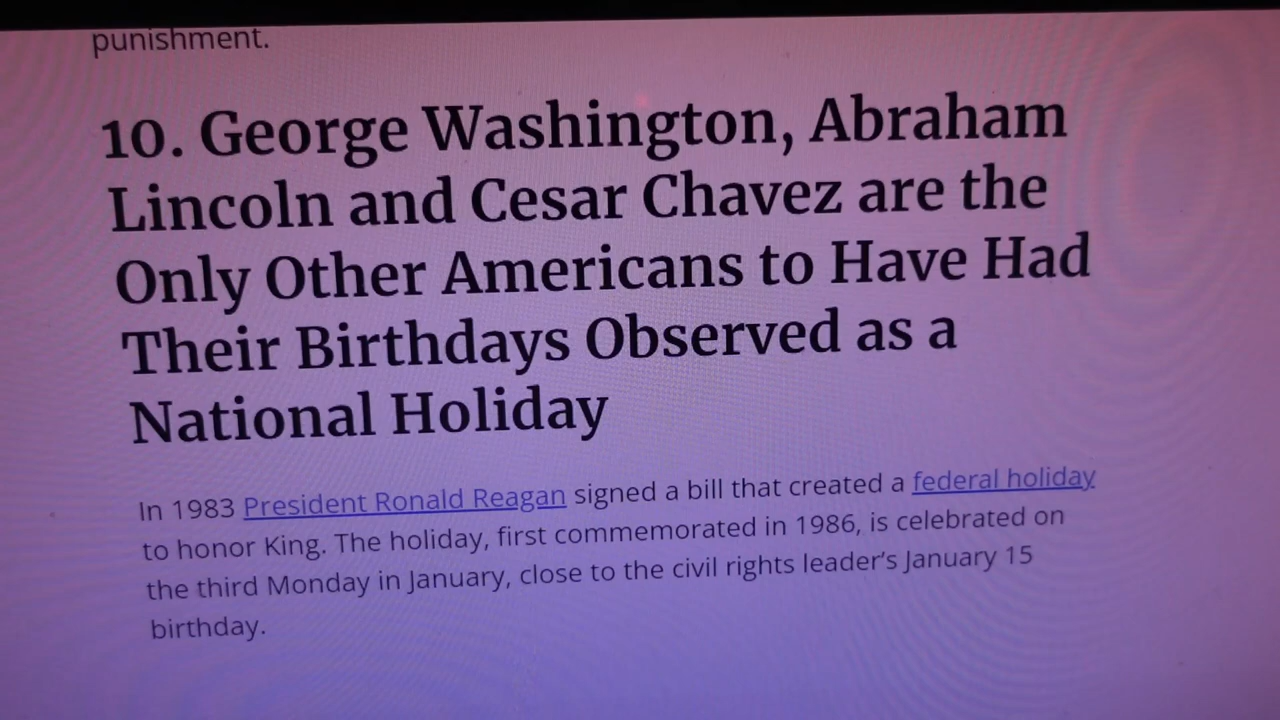 punishment.
10. George Washington, Abraham
Lincoln and Cesar Chavez are the
Only Other Americans to Have Had
Their Birthdays Observed as a
National Holiday
In 1983 President Ronald Reagan signed a bill that created a federal holiday
to honor King. The holiday, first commemorated in 1986, is celebrated on
the third Monday in January, close to the civil rights leader’s January 15
birthday.